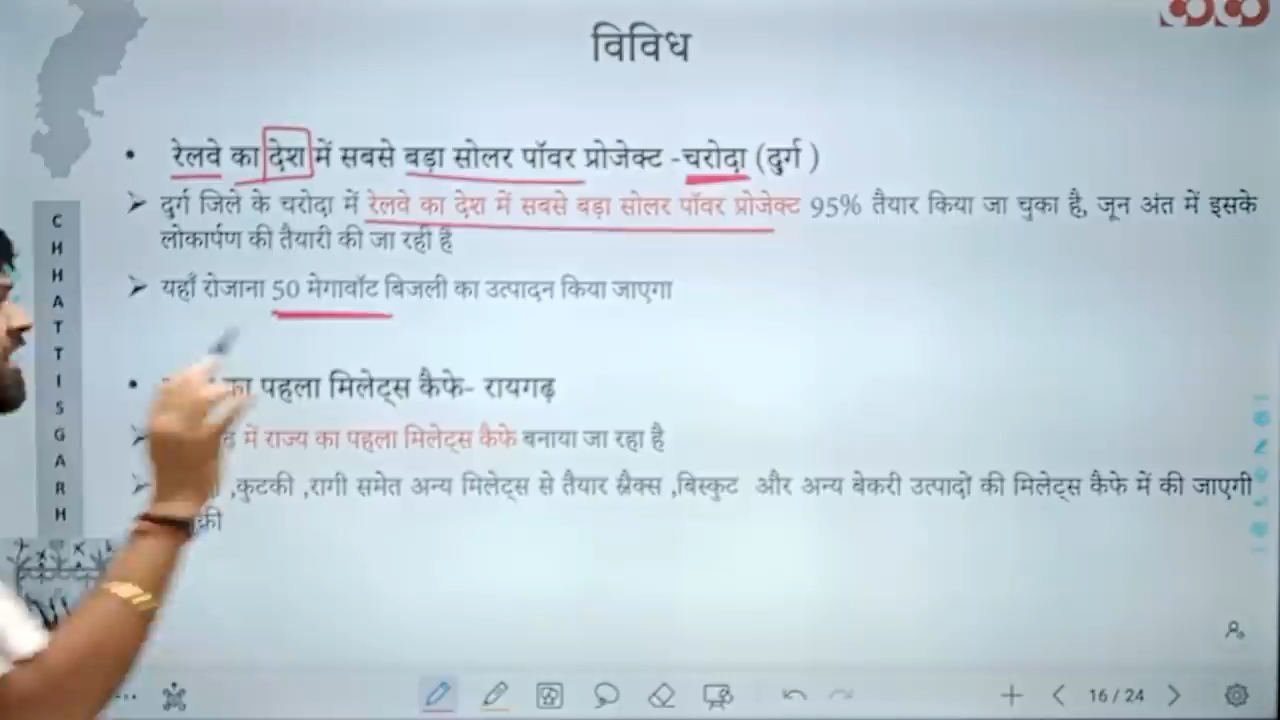 विविध
• रेलवे का देश में सबसे बड़ा सोलर पॉवर प्रोजेक्ट -चरोदा (दुर्ग )
➢ दुर्ग जिले के चरोदा में रेलवे का देश में सबसे बड़ा सोलर पॉवर प्रोजेक्ट 95% तैयार किया जा चुका है, जून अंत में इसके
लोकार्पण की तैयारी की जा रही है
➢ यहाँ रोजाना 50 मेगावॉट बिजली का उत्पादन किया जाएगा
• का पहला मिलेट्स कैफे- रायगढ़
➢ में राज्य का पहला मिलेट्स कैफे बनाया जा रहा है
➢ ,कुटकी ,रागी समेत अन्य मिलेट्स से तैयार स्नैक्स ,बिस्कुट और अन्य बेकरी उत्पादों की मिलेट्स कैफे में की जाएगी
CHHATTISGARH
16 / 24